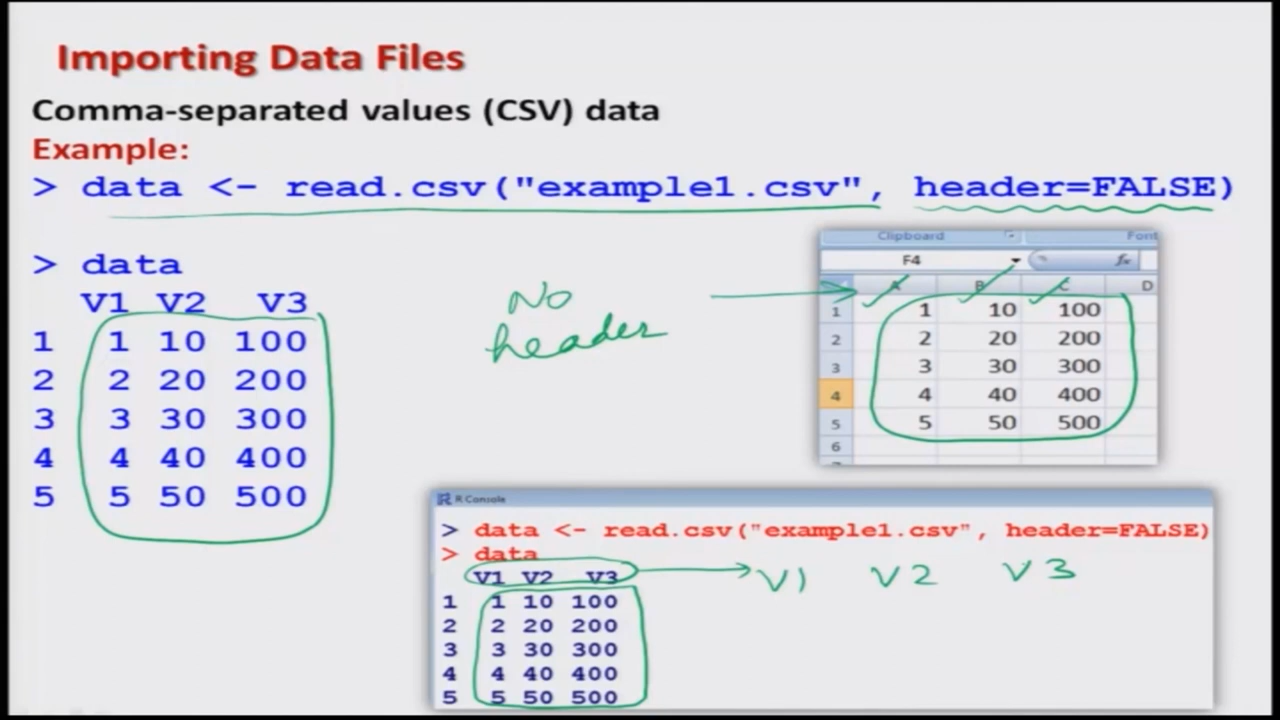 Importing Data Files
Comma-separated values (CSV) data
Example:
> data <- read.csv("example1.csv", header=FALSE)
> data
V1 V2 V3
1 1 10 100
2 2 20 200
3 3 30 300
4 4 40 400
5 5 50 500
No
header
Clipboard Font
F4 fx
A B C D
1 1 10 100
2 2 20 200
3 3 30 300
4 4 40 400
5 5 50 500
6
R Console
> data <- read.csv("example1.csv", header=FALSE)
> data
V1 V2 V3
1 1 10 100
2 2 20 200
3 3 30 300
4 4 40 400
5 5 50 500
V1 V2 V3